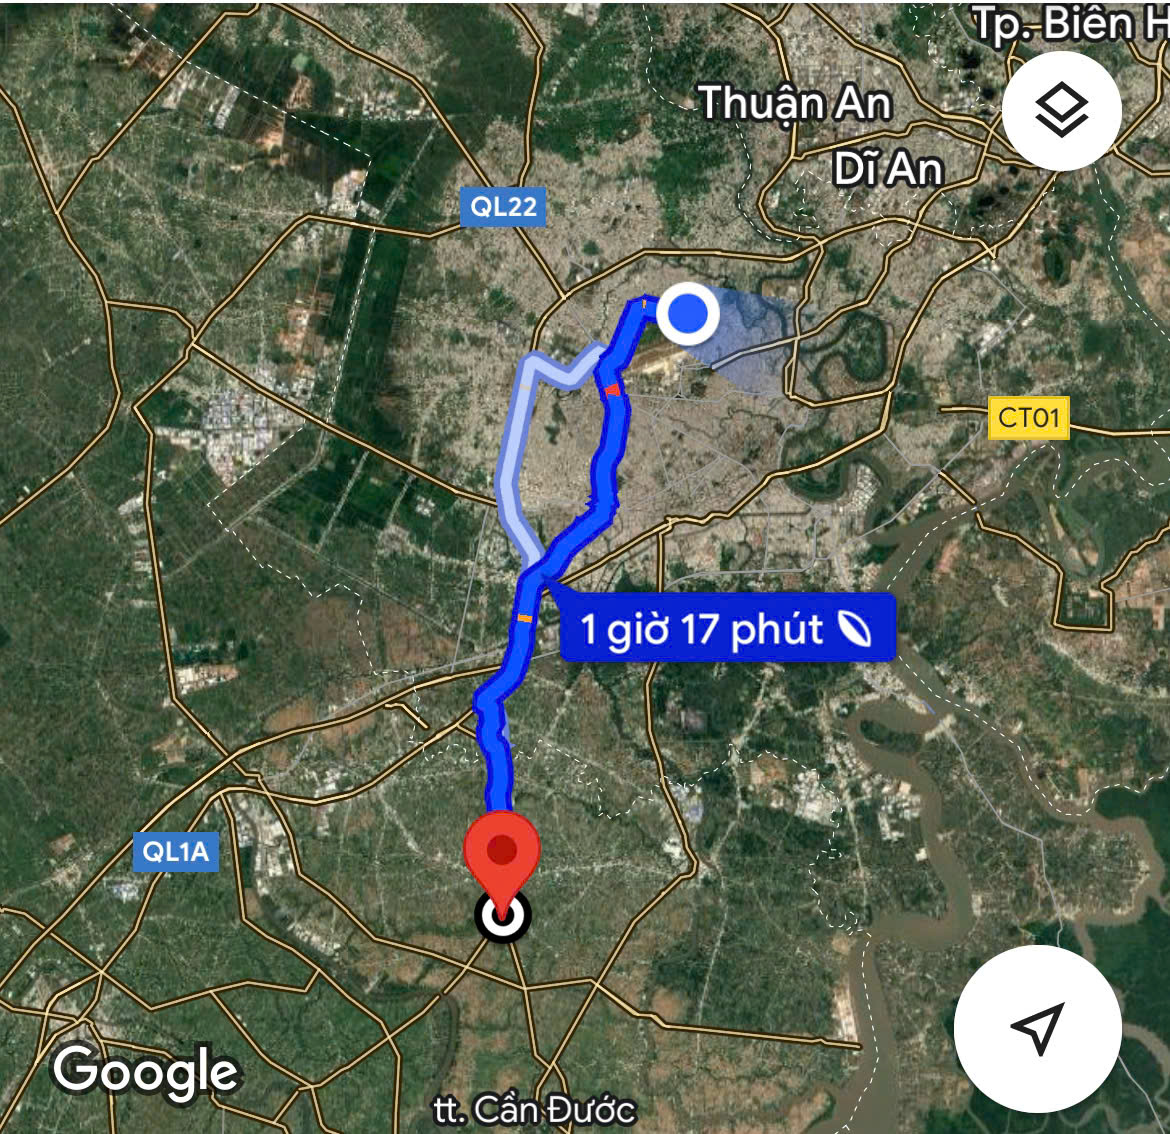 Tp. Biên H
Thuận An
Dĩ An
QL22
CT01
1 giờ 17 phút
QL1A
Google
tt. Cần Đước